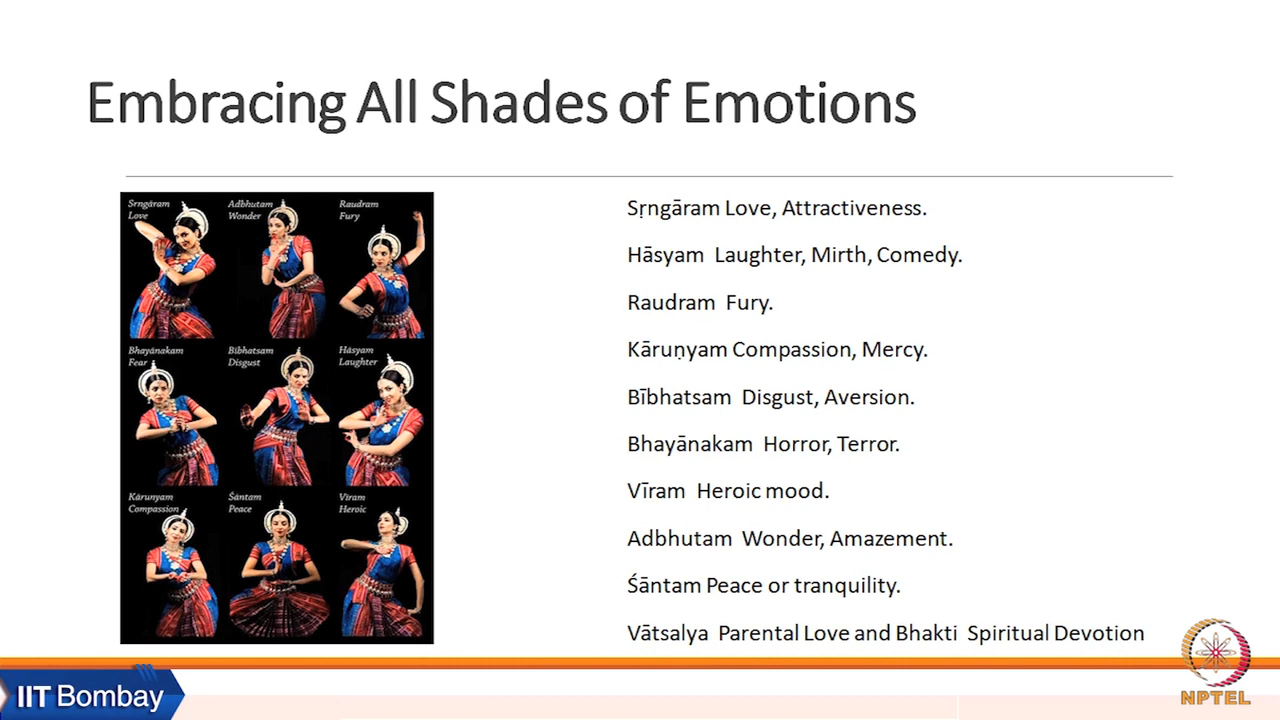 Embracing All Shades of Emotions
Sṛngāram
Love
Adbhutam
Wonder
Raudram
Fury
Bhayānakam
Fear
Bībhatsam
Disgust
Hāsyam
Laughter
Kāruṇyam
Compassion
Śāntam
Peace
Vīram
Heroic
Sṛngāram Love, Attractiveness.
Hāsyam Laughter, Mirth, Comedy.
Raudram Fury.
Kāruṇyam Compassion, Mercy.
Bībhatsam Disgust, Aversion.
Bhayānakam Horror, Terror.
Vīram Heroic mood.
Adbhutam Wonder, Amazement.
Śāntam Peace or tranquility.
Vātsalya Parental Love and Bhakti Spiritual Devotion
IIT Bombay
NPTEL